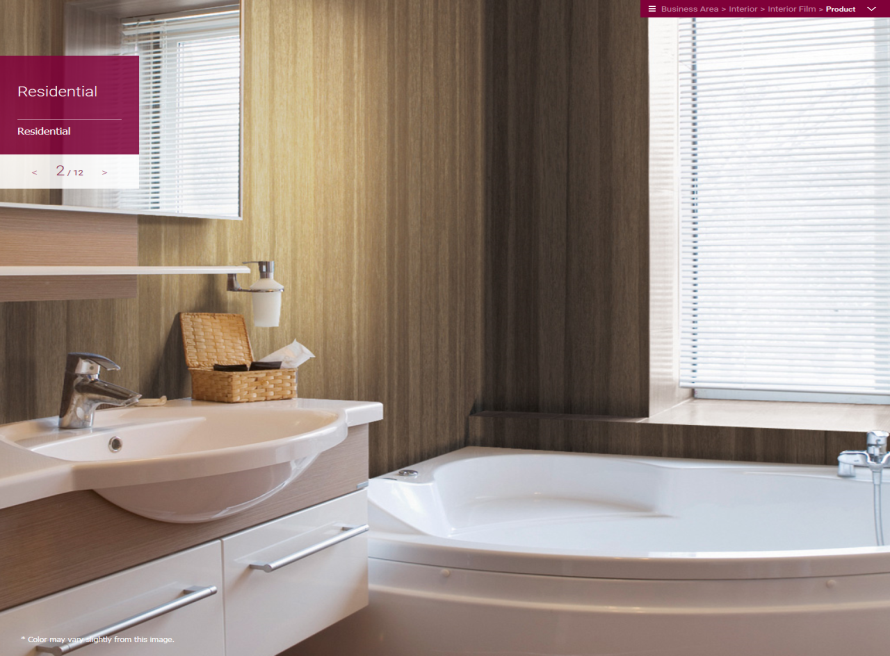 Business Area > Interior > Interior Film > Product
Residential
Residential
< 2 / 12 >
* Color may vary slightly from this image.